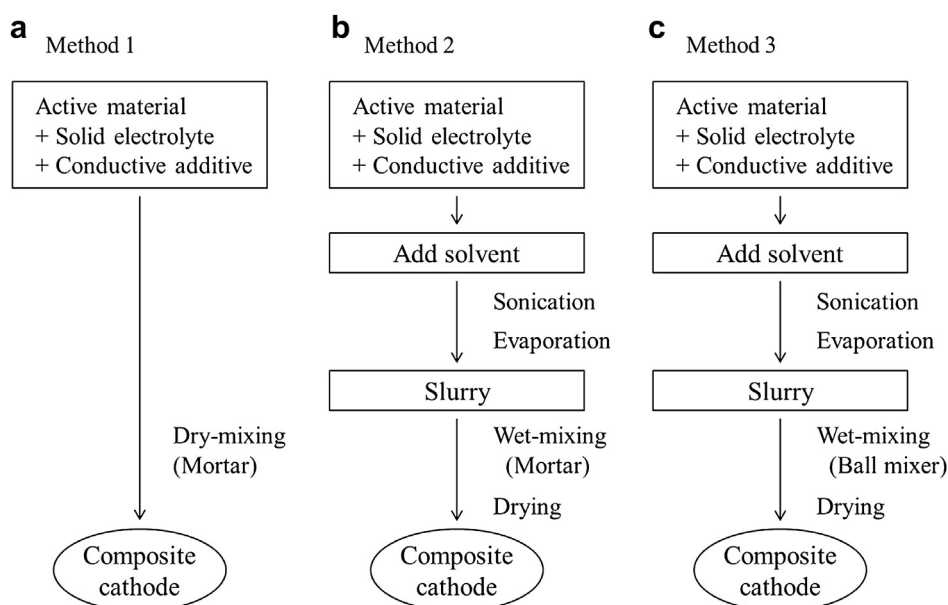 a
Method 1
Active material
+ Solid electrolyte
+ Conductive additive
Dry-mixing
(Mortar)
Composite
cathode
b
Method 2
Active material
+ Solid electrolyte
+ Conductive additive
Add solvent
Sonication
Evaporation
Slurry
Wet-mixing
(Mortar)
Drying
Composite
cathode
c
Method 3
Active material
+ Solid electrolyte
+ Conductive additive
Add solvent
Sonication
Evaporation
Slurry
Wet-mixing
(Ball mixer)
Drying
Composite
cathode